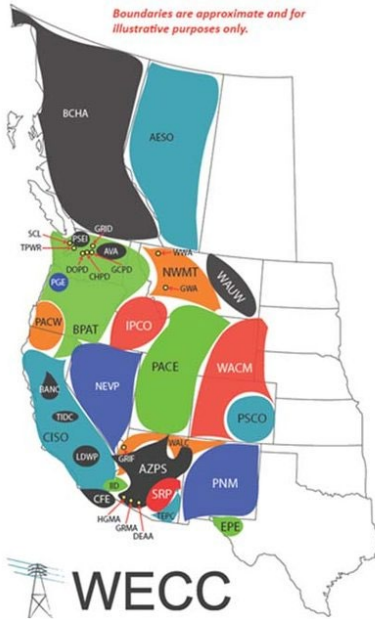 Boundaries are approximate and for
illustrative purposes only.
BCHA
AESO
SCL
PSEI
GRID
TPWR
AVA
WWA
DOPD
GCPD
CHPD
NWMT
WAUW
PGE
GWA
PACW
BPAT
IPCO
PACE
WACM
NEVP
BANC
PSCO
TIDC
CISO
LDWP
GRIF
WALC
AZPS
IID
SRP
PNM
CFE
TEPC
HGMA
GRMA
DEAA
EPE
WECC